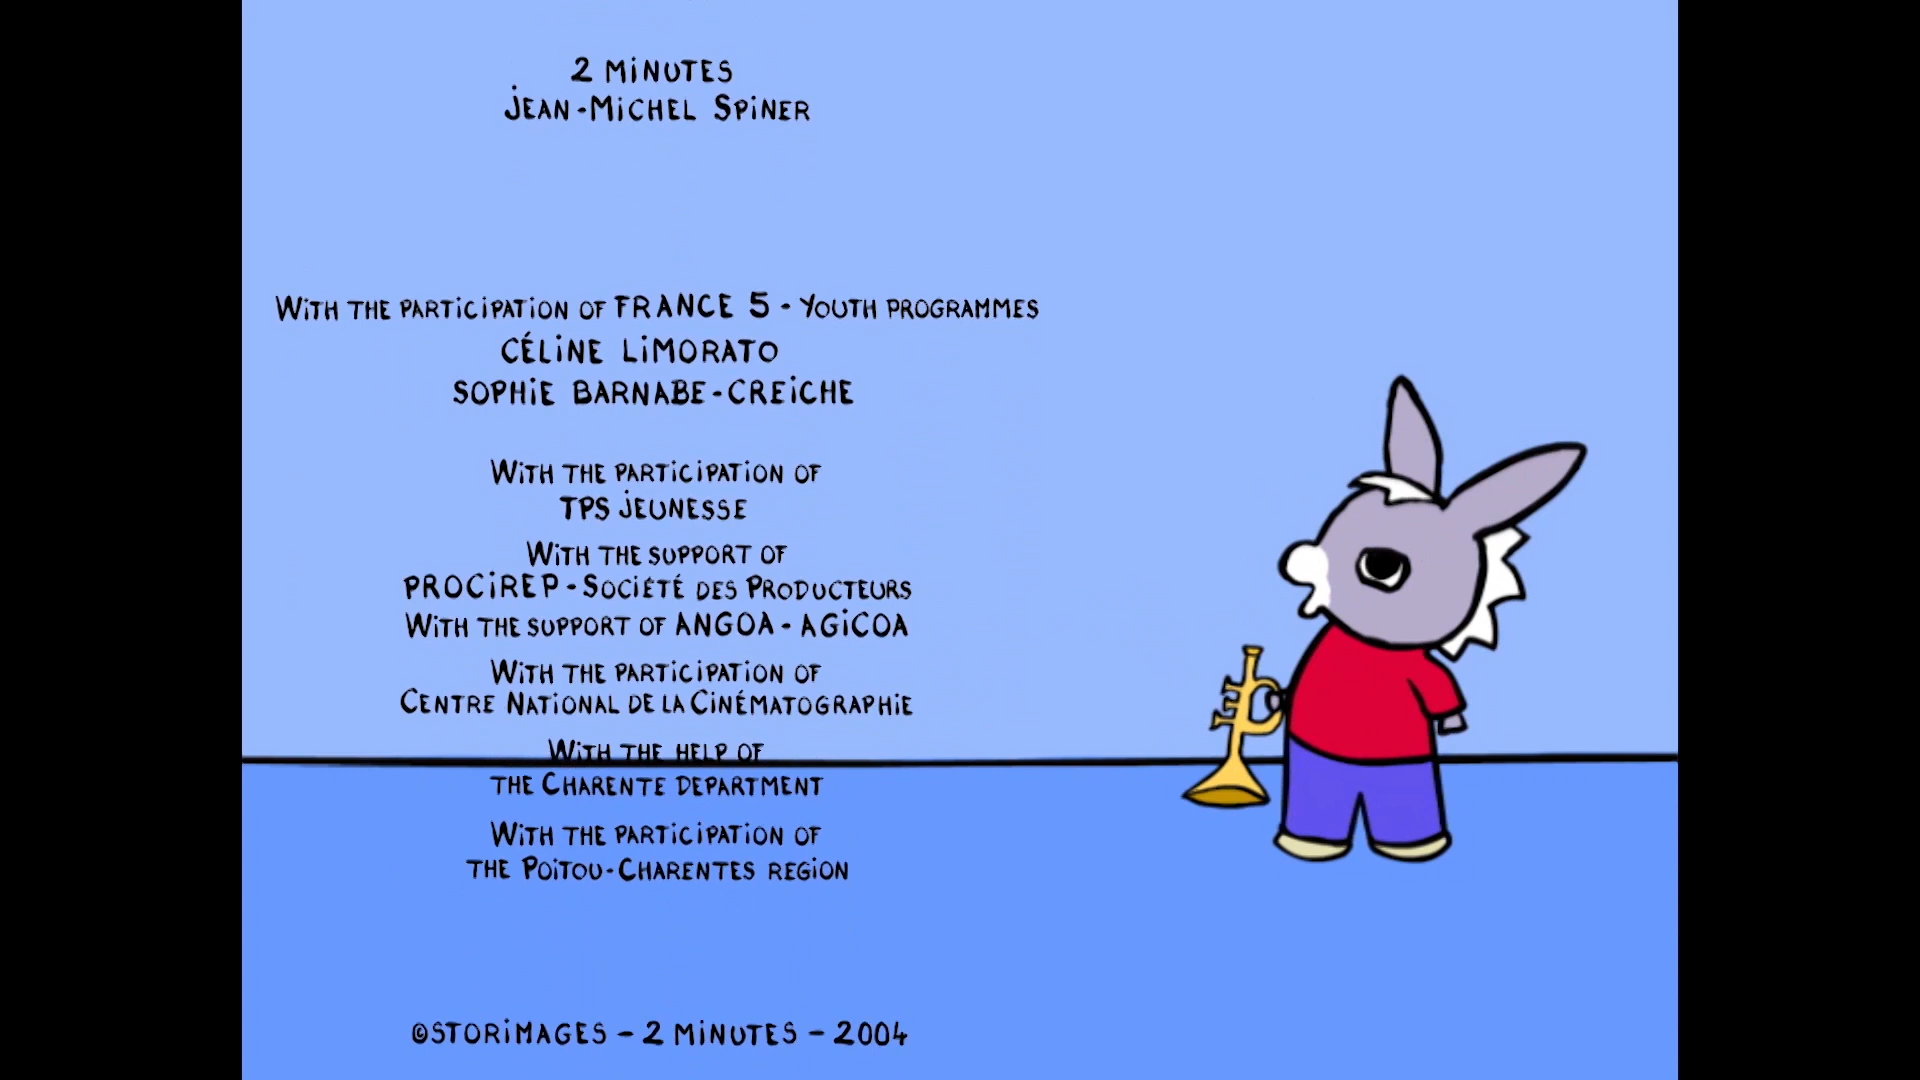 2 MINUTES
JEAN-MICHEL SPINER
WITH THE PARTICIPATION OF FRANCE 5 - YOUTH PROGRAMMES
CÉLINE LIMORATO
SOPHIE BARNABE-CREICHE
WITH THE PARTICIPATION OF
TPS JEUNESSE
WITH THE SUPPORT OF
PROCIREP - SOCIÉTÉ DES PRODUCTEURS
WITH THE SUPPORT OF ANGOA - AGICOA
WITH THE PARTICIPATION OF
CENTRE NATIONAL DE LA CINÉMATOGRAPHIE
WITH THE HELP OF
THE CHARENTE DEPARTMENT
WITH THE PARTICIPATION OF
THE POITOU-CHARENTES REGION
©STORIMAGES - 2 MINUTES - 2004